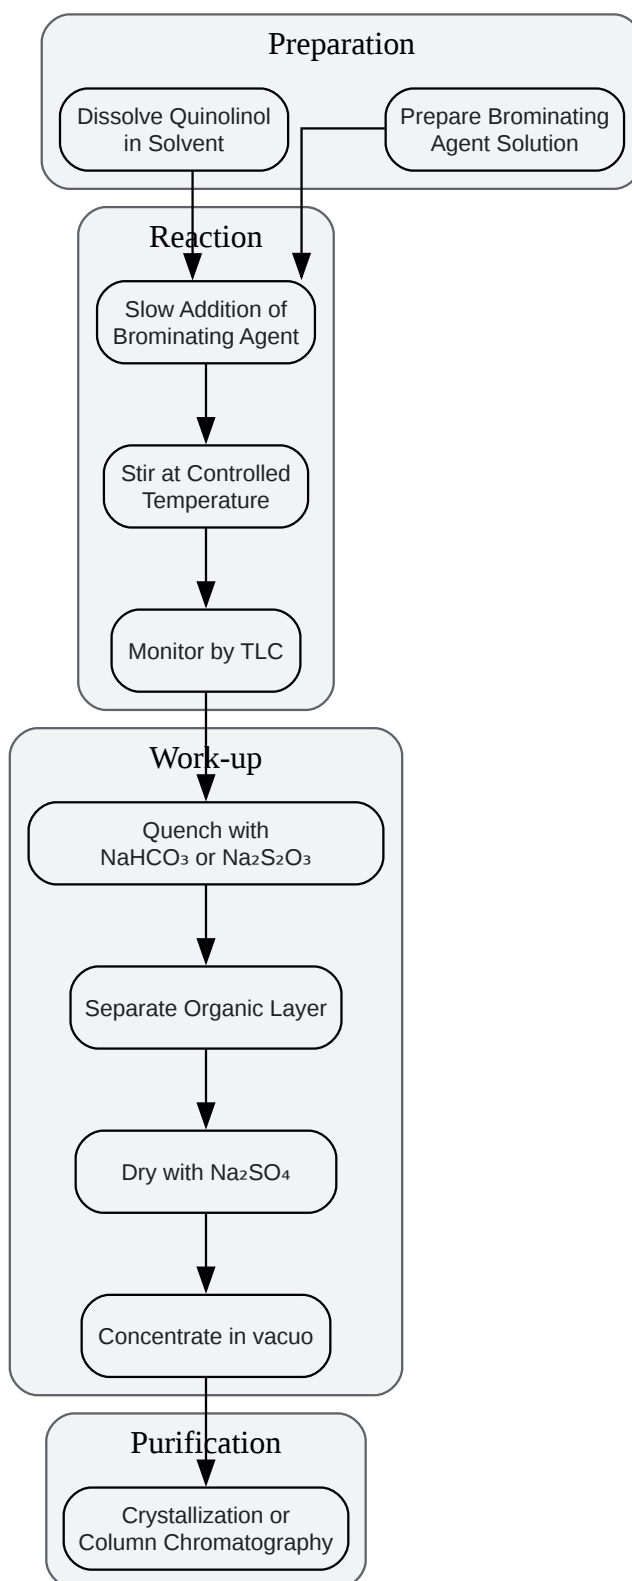 Preparation
Dissolve Quinolinol
in Solvent
Prepare Brominating
Agent Solution
Reaction
Slow Addition of
Brominating Agent
Stir at Controlled
Temperature
Monitor by TLC
Work-up
Quench with
NaHCO₃ or Na₂S₂O₃
Separate Organic Layer
Dry with Na₂SO₄
Concentrate in vacuo
Purification
Crystallization or
Column Chromatography